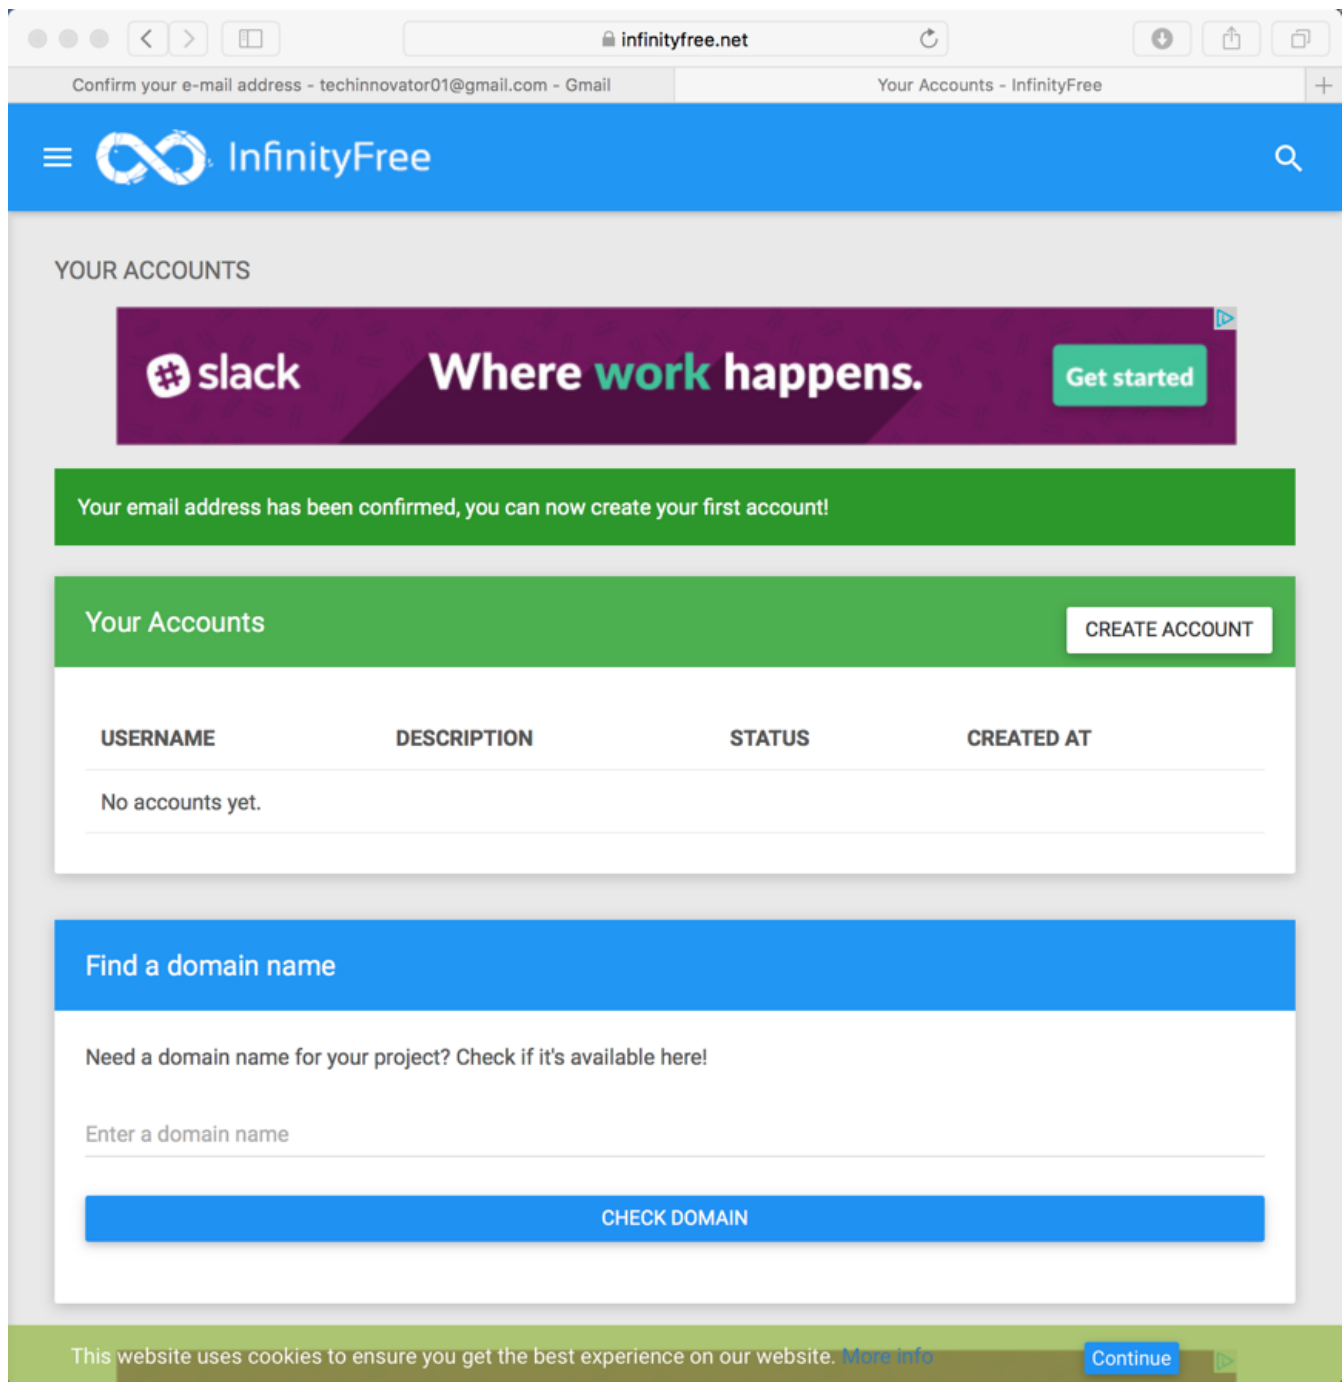 infinityfree.net
Confirm your e-mail address - techinnovator01@gmail.com - Gmail
Your Accounts - InfinityFree
InfinityFree
YOUR ACCOUNTS
slack Where work happens. Get started
Your email address has been confirmed, you can now create your first account!
Your Accounts
CREATE ACCOUNT
USERNAME DESCRIPTION STATUS CREATED AT
No accounts yet.
Find a domain name
Need a domain name for your project? Check if it's available here!
Enter a domain name
CHECK DOMAIN
This website uses cookies to ensure you get the best experience on our website. More info Continue